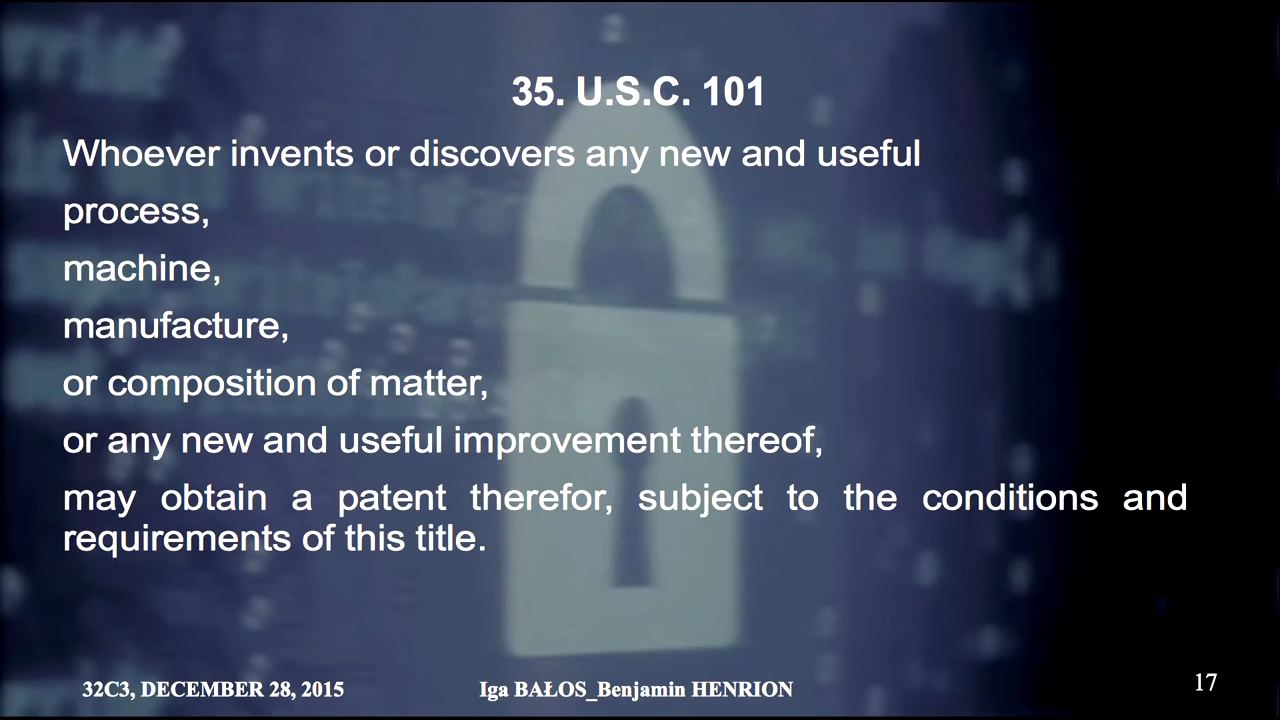 35. U.S.C. 101
Whoever invents or discovers any new and useful
process,
machine,
manufacture,
or composition of matter,
or any new and useful improvement thereof,
may obtain a patent therefor, subject to the conditions and
requirements of this title.
32C3, DECEMBER 28, 2015
Iga BAŁOS_Benjamin HENRION
17